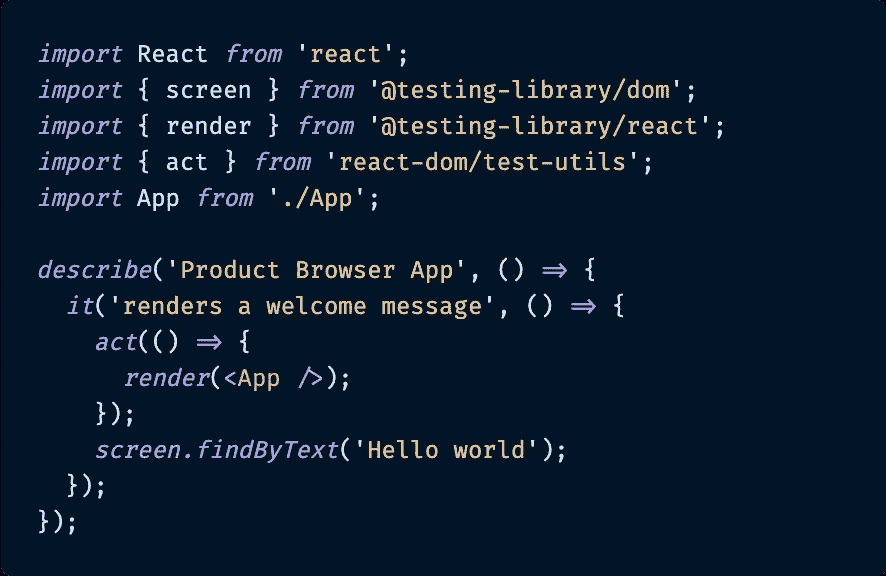 import React from 'react';
import { screen } from '@testing-library/dom';
import { render } from '@testing-library/react';
import { act } from 'react-dom/test-utils';
import App from './App';

describe('Product Browser App', () => {
  it('renders a welcome message', () => {
    act(() => {
      render(<App />);
    });
    screen.findByText('Hello world');
  });
});